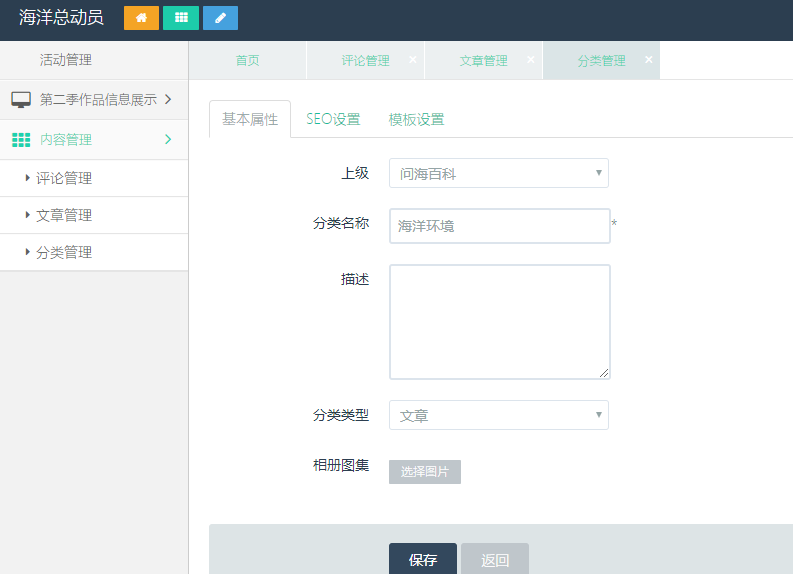 海洋总动员
活动管理
第二季作品信息展示
内容管理
评论管理
文章管理
分类管理
首页
评论管理 ×
文章管理 ×
分类管理 ×
基本属性
SEO设置
模板设置
上级
问海百科
分类名称
海洋环境
*
描述
分类类型
文章
相册图集
选择图片
保存
返回